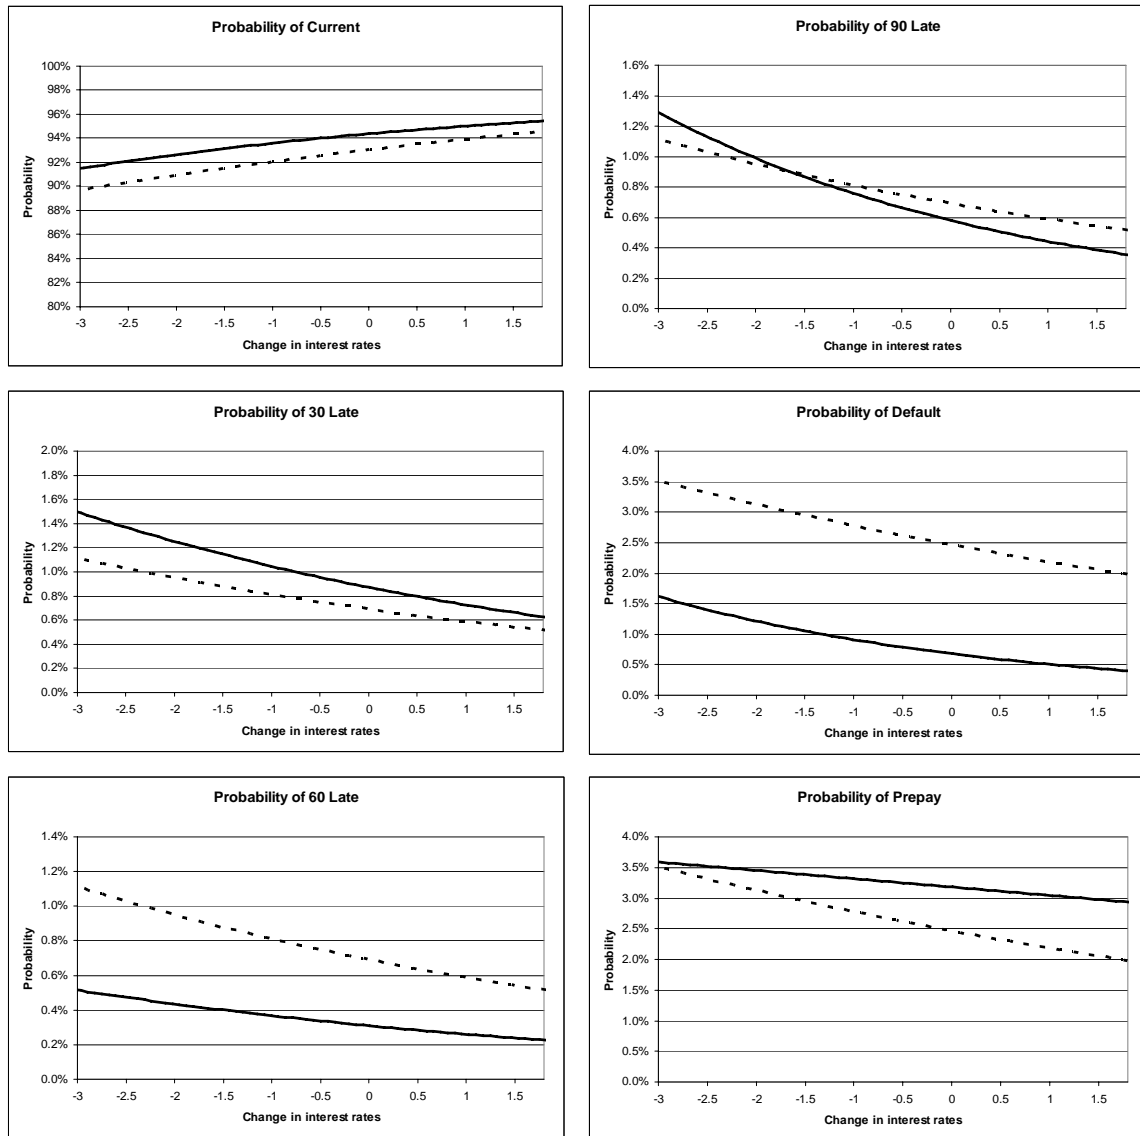 Probability of Current
100%
98%
96%
94%
92%
90%
88%
86%
84%
82%
80%
Probability
-3 -2.5 -2 -1.5 -1 -0.5 0 0.5 1 1.5
Change in interest rates
Probability of 90 Late
1.6%
1.4%
1.2%
1.0%
0.8%
0.6%
0.4%
0.2%
0.0%
Probability
-3 -2.5 -2 -1.5 -1 -0.5 0 0.5 1 1.5
Change in interest rates
Probability of 30 Late
2.0%
1.8%
1.6%
1.4%
1.2%
1.0%
0.8%
0.6%
0.4%
0.2%
0.0%
Probability
-3 -2.5 -2 -1.5 -1 -0.5 0 0.5 1 1.5
Change in interest rates
Probability of Default
4.0%
3.5%
3.0%
2.5%
2.0%
1.5%
1.0%
0.5%
0.0%
Probability
-3 -2.5 -2 -1.5 -1 -0.5 0 0.5 1 1.5
Change in interest rates
Probability of 60 Late
1.4%
1.2%
1.0%
0.8%
0.6%
0.4%
0.2%
0.0%
Probability
-3 -2.5 -2 -1.5 -1 -0.5 0 0.5 1 1.5
Change in interest rates
Probability of Prepay
4.0%
3.5%
3.0%
2.5%
2.0%
1.5%
1.0%
0.5%
0.0%
Probability
-3 -2.5 -2 -1.5 -1 -0.5 0 0.5 1 1.5
Change in interest rates